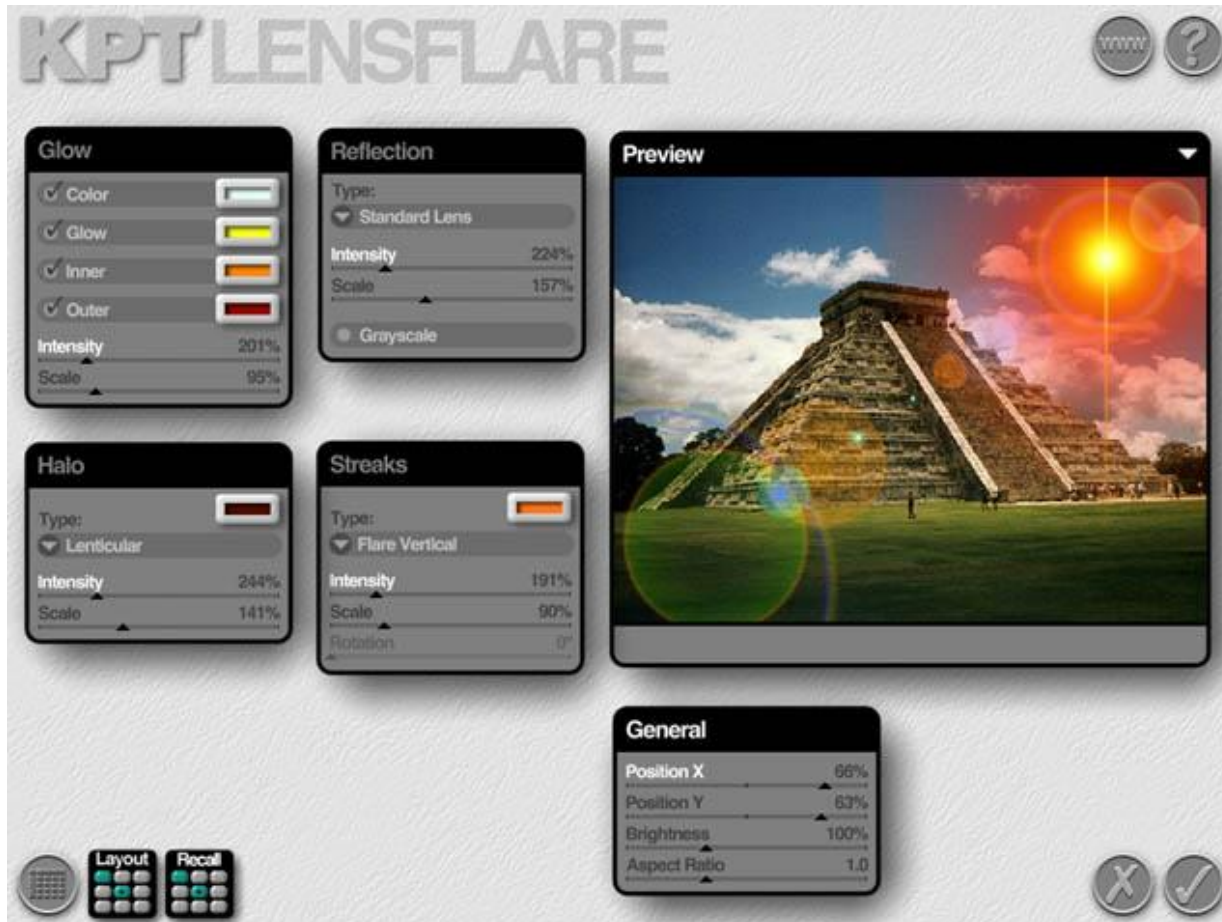 KPT LENSFLARE
WWW
?
Glow
Color
Glow
Inner
Outer
Intensity 201%
Scale 95%
Reflection
Type:
Standard Lens
Intensity 224%
Scale 157%
Grayscale
Preview
Halo
Type:
Lenticular
Intensity 244%
Scale 141%
Streaks
Type:
Flare Vertical
Intensity 191%
Scale 90%
Rotation 0°
General
Position X 66%
Position Y 63%
Brightness 100%
Aspect Ratio 1.0
Layout Recall